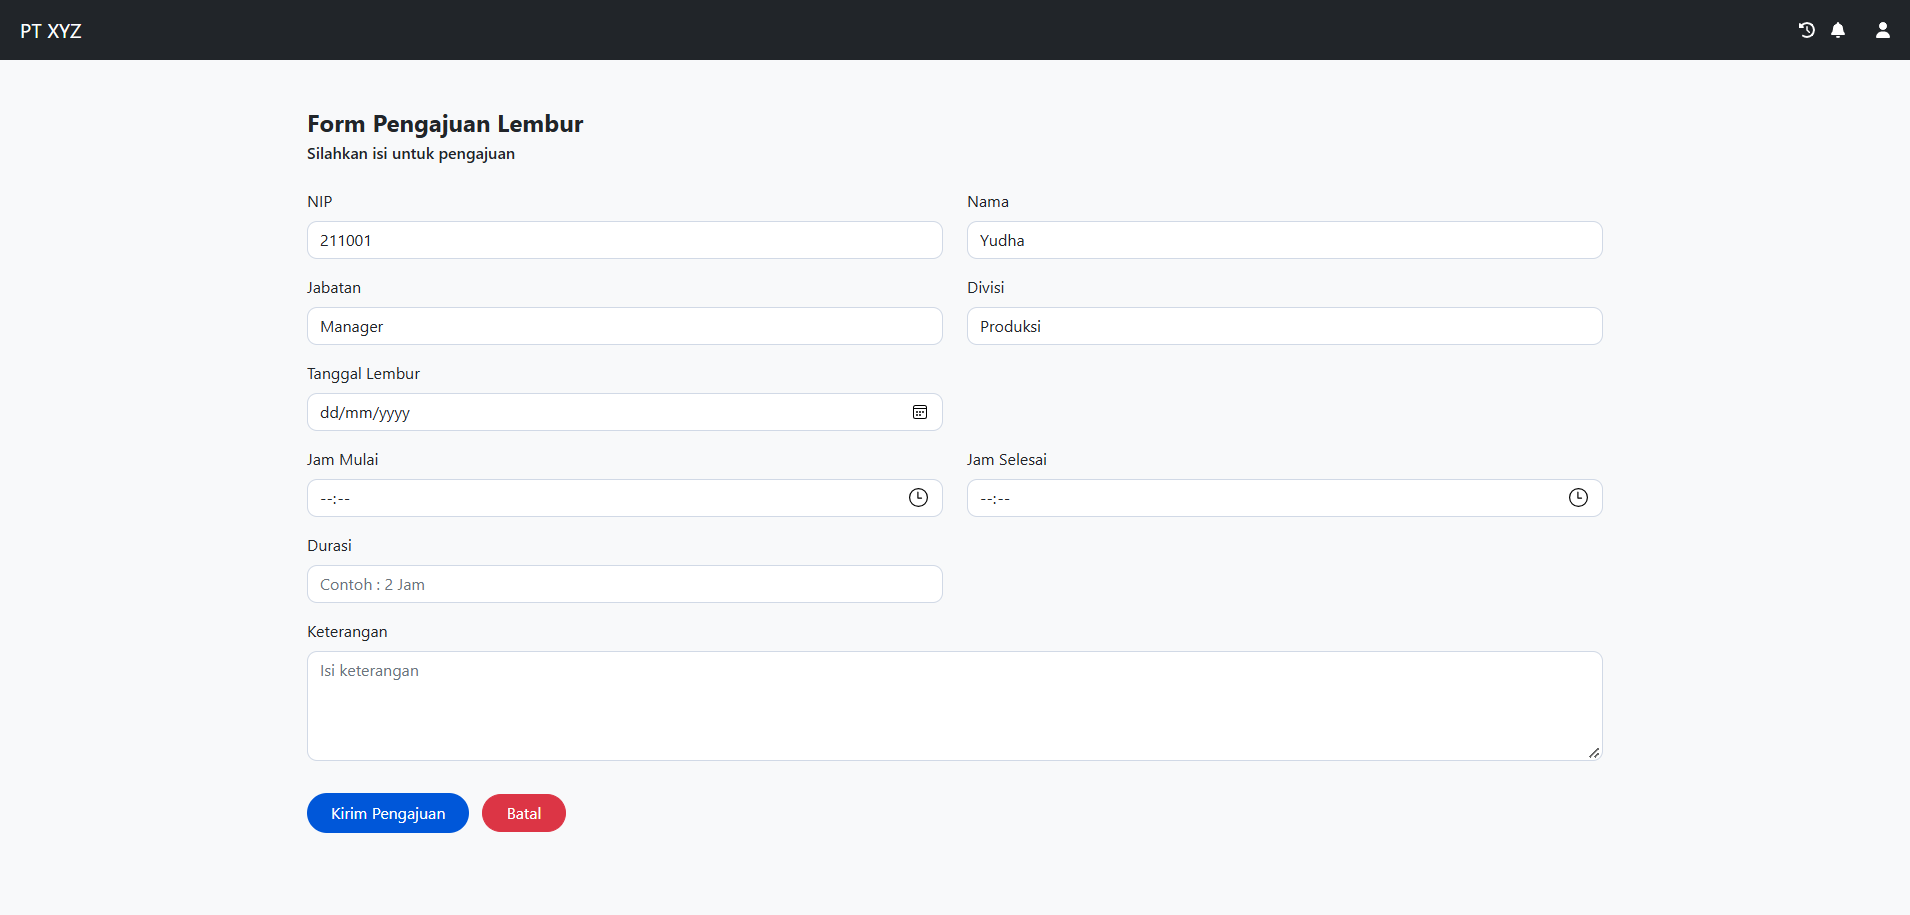 PT XYZ
Form Pengajuan Lembur
Silahkan isi untuk pengajuan
NIP
Nama
211001
Yudha
Jabatan
Divisi
Manager
Produksi
Tanggal Lembur
dd/mm/yyyy
Jam Mulai
Jam Selesai
--:--
--:--
Durasi
Contoh : 2 Jam
Keterangan
Isi keterangan
Kirim Pengajuan
Batal